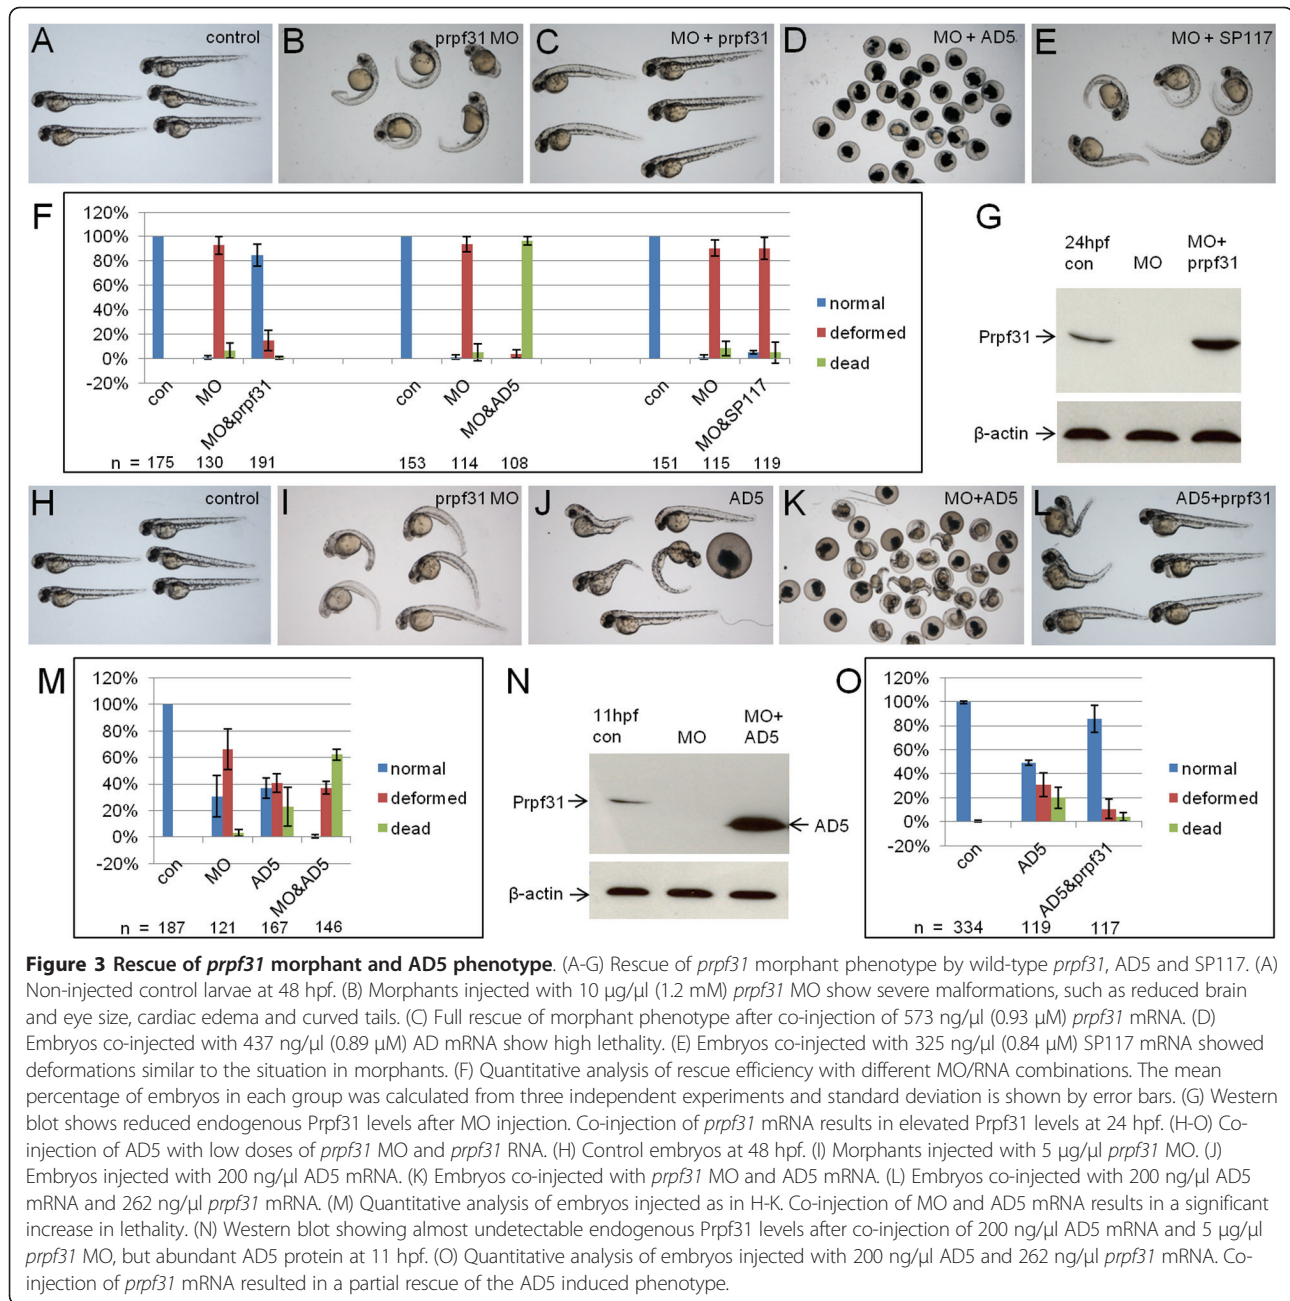 A control
B prpf31 MO
C MO + prpf31
D MO + AD5
E MO + SP117
F
120%
100%
80%
60%
40%
20%
0%
-20%
con
MO
MO&prpf31
con
MO
MO&AD5
con
MO
MO&SP117
normal
deformed
dead
n = 175 130 191 153 114 108 151 115 119
G
24hpf con
MO
MO+ prpf31
Prpf31
β-actin
H control
I prpf31 MO
J AD5
K MO+AD5
L AD5+prpf31
M
120%
100%
80%
60%
40%
20%
0%
-20%
con
MO
AD5
MO&AD5
normal
deformed
dead
n = 187 121 167 146
N
11hpf con
MO
MO+ AD5
Prpf31
AD5
β-actin
O
120%
100%
80%
60%
40%
20%
0%
-20%
con
AD5
AD5&prpf31
normal
deformed
dead
n = 334 119 117
Figure 3 Rescue of prpf31 morphant and AD5 phenotype. (A-G) Rescue of prpf31 morphant phenotype by wild-type prpf31, AD5 and SP117. (A)
Non-injected control larvae at 48 hpf. (B) Morphants injected with 10 μg/μl (1.2 mM) prpf31 MO show severe malformations, such as reduced brain
and eye size, cardiac edema and curved tails. (C) Full rescue of morphant phenotype after co-injection of 573 ng/μl (0.93 μM) prpf31 mRNA. (D)
Embryos co-injected with 437 ng/μl (0.89 μM) AD mRNA show high lethality. (E) Embryos co-injected with 325 ng/μl (0.84 μM) SP117 mRNA showed
deformations similar to the situation in morphants. (F) Quantitative analysis of rescue efficiency with different MO/RNA combinations. The mean
percentage of embryos in each group was calculated from three independent experiments and standard deviation is shown by error bars. (G) Western
blot shows reduced endogenous Prpf31 levels after MO injection. Co-injection of prpf31 mRNA results in elevated Prpf31 levels at 24 hpf. (H-O) Co-
injection of AD5 with low doses of prpf31 MO and prpf31 RNA. (H) Control embryos at 48 hpf. (I) Morphants injected with 5 μg/μl prpf31 MO. (J)
Embryos injected with 200 ng/μl AD5 mRNA. (K) Embryos co-injected with prpf31 MO and AD5 mRNA. (L) Embryos co-injected with 200 ng/μl AD5
mRNA and 262 ng/μl prpf31 mRNA. (M) Quantitative analysis of embryos injected as in H-K. Co-injection of MO and AD5 mRNA results in a significant
increase in lethality. (N) Western blot showing almost undetectable endogenous Prpf31 levels after co-injection of 200 ng/μl AD5 mRNA and 5 μg/μl
prpf31 MO, but abundant AD5 protein at 11 hpf. (O) Quantitative analysis of embryos injected with 200 ng/μl AD5 and 262 ng/μl prpf31 mRNA. Co-
injection of prpf31 mRNA resulted in a partial rescue of the AD5 induced phenotype.